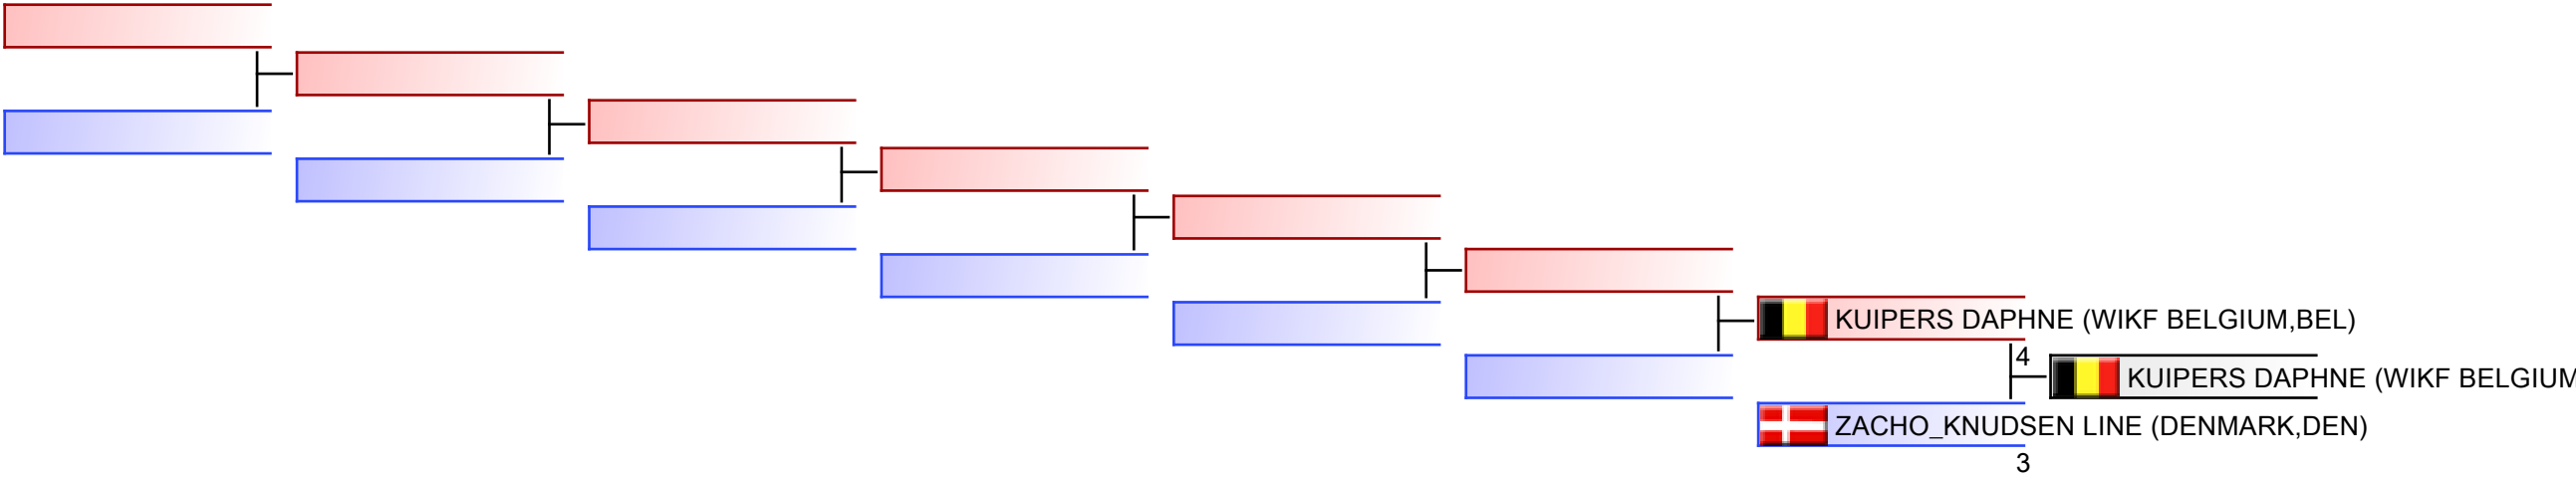 KUIPERS DAPHNE (WIKF BELGIUM,BEL)
4
KUIPERS DAPHNE (WIKF BELGIUM
ZACHO_KNUDSEN LINE (DENMARK,DEN)
3